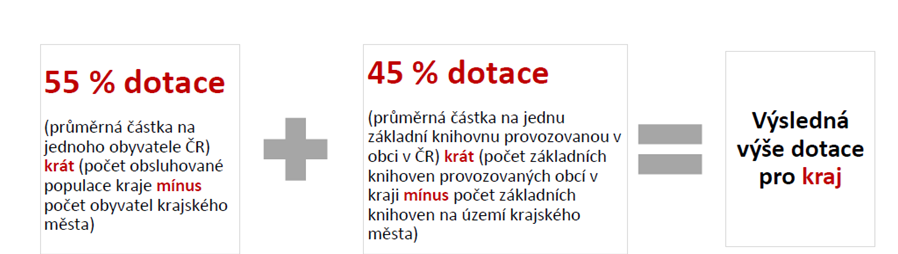 55 % dotace
(průměrná částka na
jednoho obyvatele ČR)
krát (počet obsluhované
populace kraje mínus
počet obyvatel krajského
města)
45 % dotace
(průměrná částka na jednu
základní knihovnu provozovanou v
obci v ČR) krát (počet základních
knihoven provozovaných obcí v
kraji mínus počet základních
knihoven na území krajského
města)
Výsledná
výše dotace
pro kraj